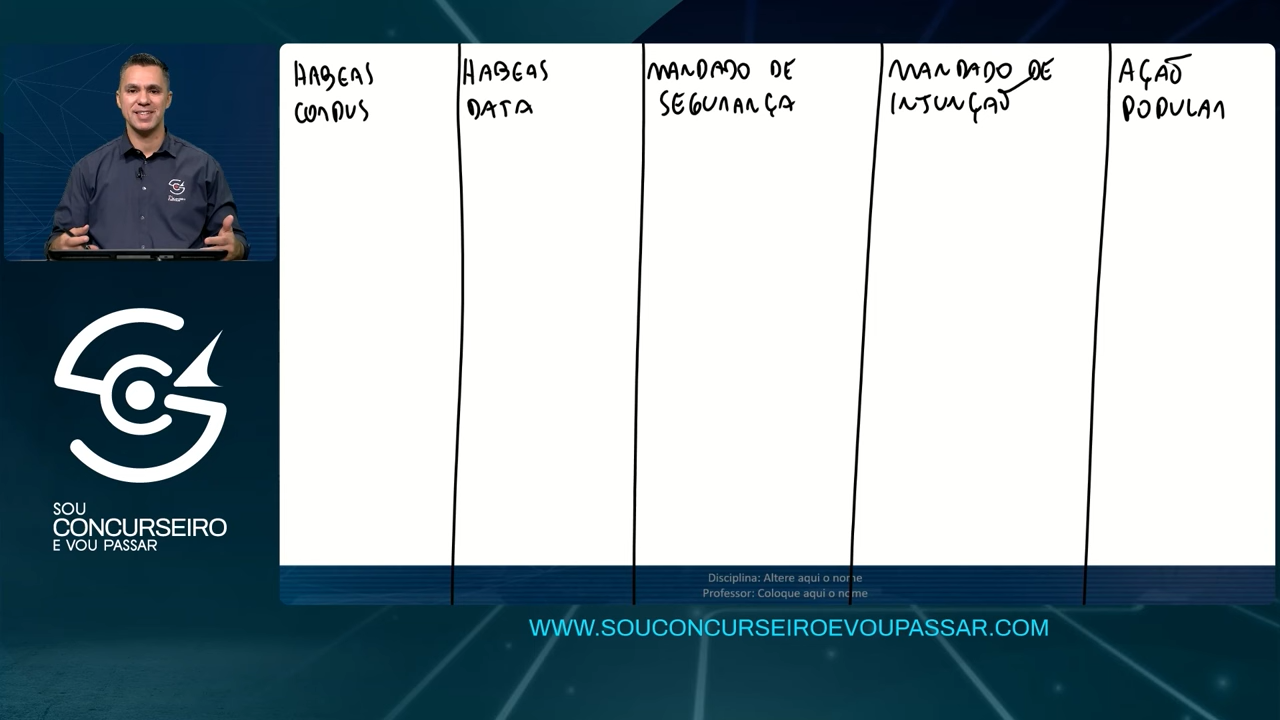 HABEAS
CORPUS
HABEAS
DATA
MANDADO DE
SEGURANÇA
MANDADO DE
INJUNÇÃO
AÇÃO
POPULAR
SOU
CONCURSEIRO
E VOU PASSAR
Disciplina: Altere aqui o nome
Professor: Coloque aqui o nome
WWW.SOUCONCURSEIROEVOUPASSAR.COM